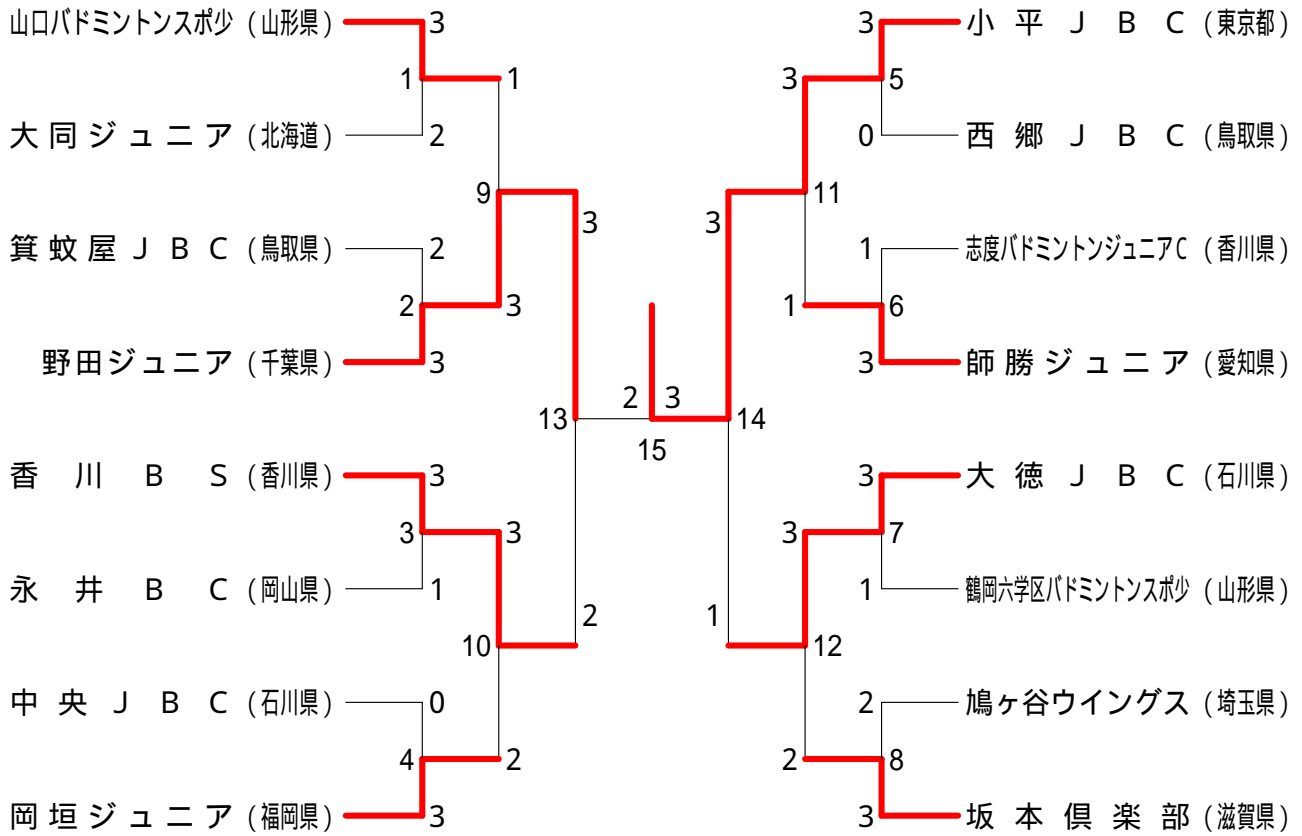 山口バドミントンスポ少 (山形県) 3 3 小平JBC (東京都)
1 1 3 5
大同ジュニア (北海道) 2 0 西郷JBC (鳥取県)
9 3 3 11
箕蚊屋JBC (鳥取県) 2 1 志度バドミントンジュニアC (香川県)
2 3 1 6
野田ジュニア (千葉県) 3 3 師勝ジュニア (愛知県)
13 2 3 14
15
香川BS (香川県) 3 3 大徳JBC (石川県)
3 3 3 7
永井BC (岡山県) 1 1 鶴岡六学区バドミントンスポ少 (山形県)
10 2 1 12
中央JBC (石川県) 0 2 鳩ヶ谷ウイングス (埼玉県)
4 2 2 8
岡垣ジュニア (福岡県) 3 3 坂本倶楽部 (滋賀県)